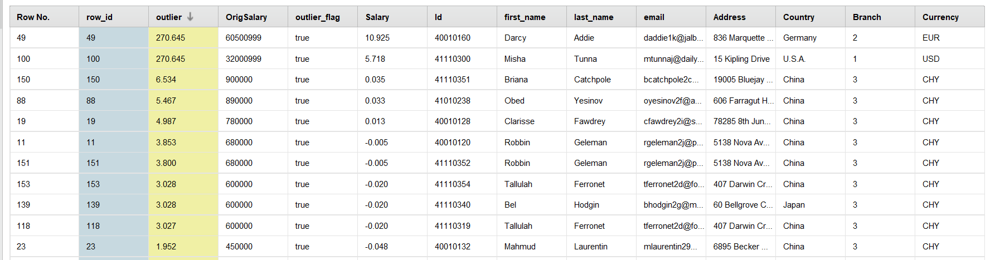 Row No. row_id outlier OrigSalary outlier_flag Salary Id first_name last_name email Address Country Branch Currency
49 49 270.645 60500999 true 10.925 40010160 Darcy Addie daddie1k@jalb... 836 Marquette ... Germany 2 EUR
100 100 270.645 32000999 true 5.718 41110300 Misha Tunna mtunnaj@daily... 15 Kipling Drive U.S.A. 1 USD
150 150 6.534 900000 true 0.035 41110351 Briana Catchpole bcatchpole2c... 19005 Bluejay ... China 3 CHY
88 88 5.467 890000 true 0.033 41010238 Obed Yesinov oyesinov2f@a... 606 Farragut H... China 3 CHY
19 19 4.987 780000 true 0.013 40010128 Clarisse Fawdrey cfawdrey2i@s... 78285 8th Jun... China 3 CHY
11 11 3.853 680000 true -0.005 40010120 Robbin Geleman rgeleman2j@p... 5138 Nova Av... China 3 CHY
151 151 3.800 680000 true -0.005 41110352 Robbin Geleman rgeleman2j@p... 5138 Nova Av... China 3 CHY
153 153 3.028 600000 true -0.020 41110354 Tallulah Ferronet tferronet2d@fo... 407 Darwin Cr... China 3 CHY
139 139 3.028 600000 true -0.020 41110340 Bel Hodgin bhodgin2g@m... 60 Bellgrove C... Japan 3 CHY
118 118 3.027 600000 true -0.020 41110319 Tallulah Ferronet tferronet2d@fo... 407 Darwin Cr... China 3 CHY
23 23 1.952 450000 true -0.048 40010132 Mahmud Laurentin mlaurentin29... 6895 Becker ... China 3 CHY